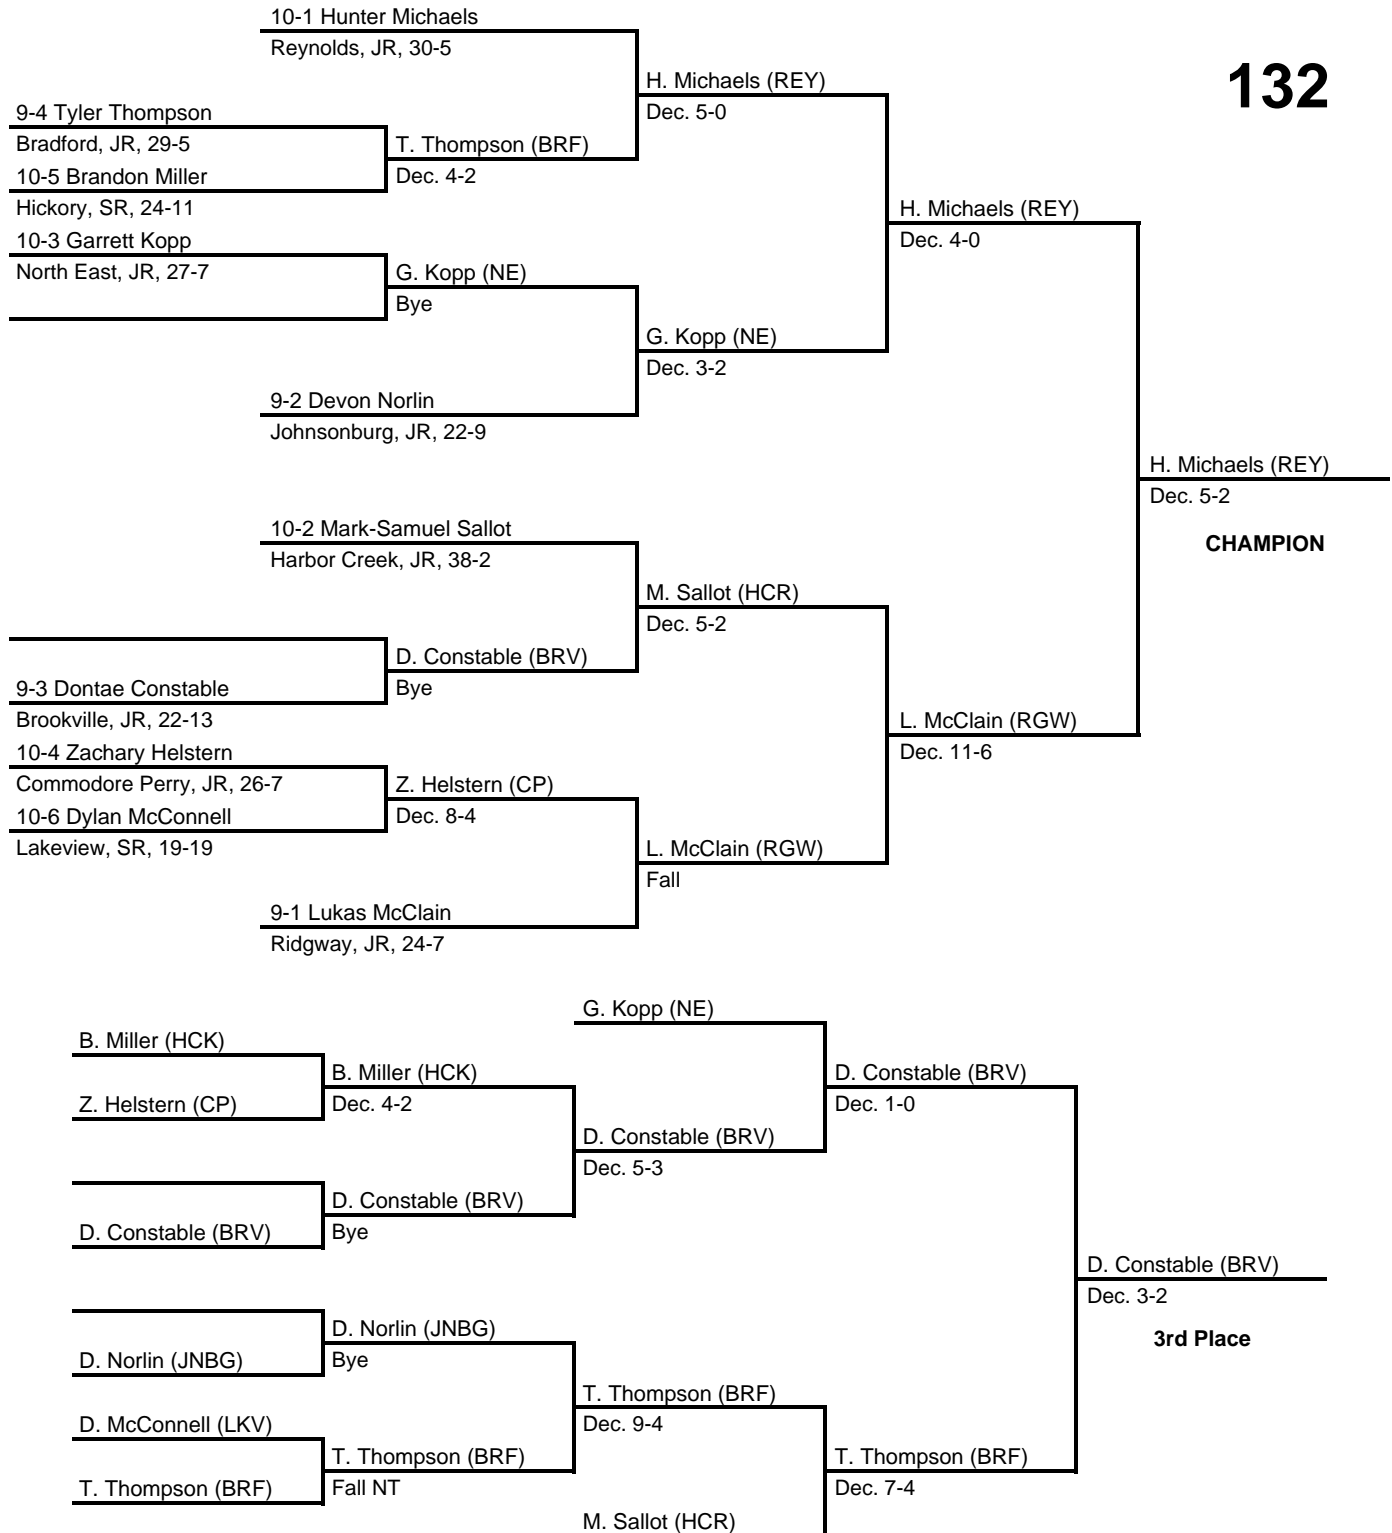 10-1 Hunter Michaels
Reynolds, JR, 30-5
132
H. Michaels (REY)
Dec. 5-0
9-4 Tyler Thompson
Bradford, JR, 29-5
T. Thompson (BRF)
Dec. 4-2
10-5 Brandon Miller
Hickory, SR, 24-11
H. Michaels (REY)
Dec. 4-0
10-3 Garrett Kopp
North East, JR, 27-7
G. Kopp (NE)
Bye
G. Kopp (NE)
Dec. 3-2
9-2 Devon Norlin
Johnsonburg, JR, 22-9
H. Michaels (REY)
Dec. 5-2
CHAMPION
10-2 Mark-Samuel Sallot
Harbor Creek, JR, 38-2
M. Sallot (HCR)
Dec. 5-2
D. Constable (BRV)
Bye
9-3 Dontae Constable
Brookville, JR, 22-13
L. McClain (RGW)
Dec. 11-6
10-4 Zachary Helstern
Commodore Perry, JR, 26-7
Z. Helstern (CP)
Dec. 8-4
10-6 Dylan McConnell
Lakeview, SR, 19-19
L. McClain (RGW)
Fall
9-1 Lukas McClain
Ridgway, JR, 24-7
G. Kopp (NE)
B. Miller (HCK)
B. Miller (HCK)
Dec. 4-2
Z. Helstern (CP)
D. Constable (BRV)
Dec. 1-0
D. Constable (BRV)
Dec. 5-3
D. Constable (BRV)
Bye
D. Constable (BRV)
D. Constable (BRV)
Dec. 3-2
3rd Place
D. Norlin (JNBG)
Bye
D. Norlin (JNBG)
T. Thompson (BRF)
Dec. 9-4
D. McConnell (LKV)
T. Thompson (BRF)
Fall NT
T. Thompson (BRF)
T. Thompson (BRF)
Dec. 7-4
M. Sallot (HCR)